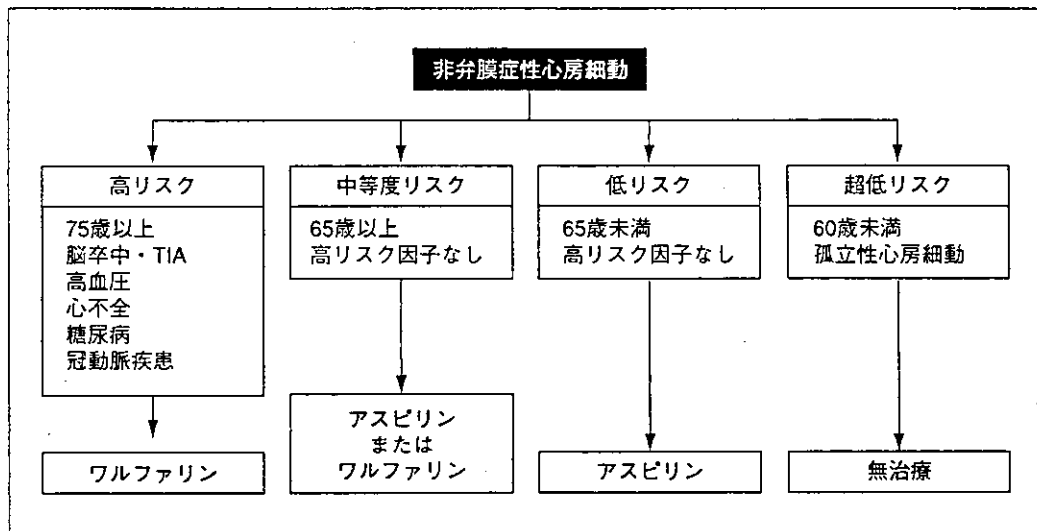 非弁膜症性心房細動
高リスク
75歳以上
脳卒中・TIA
高血圧
心不全
糖尿病
冠動脈疾患
ワルファリン
中等度リスク
65歳以上
高リスク因子なし
アスピリン
または
ワルファリン
低リスク
65歳未満
高リスク因子なし
アスピリン
超低リスク
60歳未満
孤立性心房細動
無治療